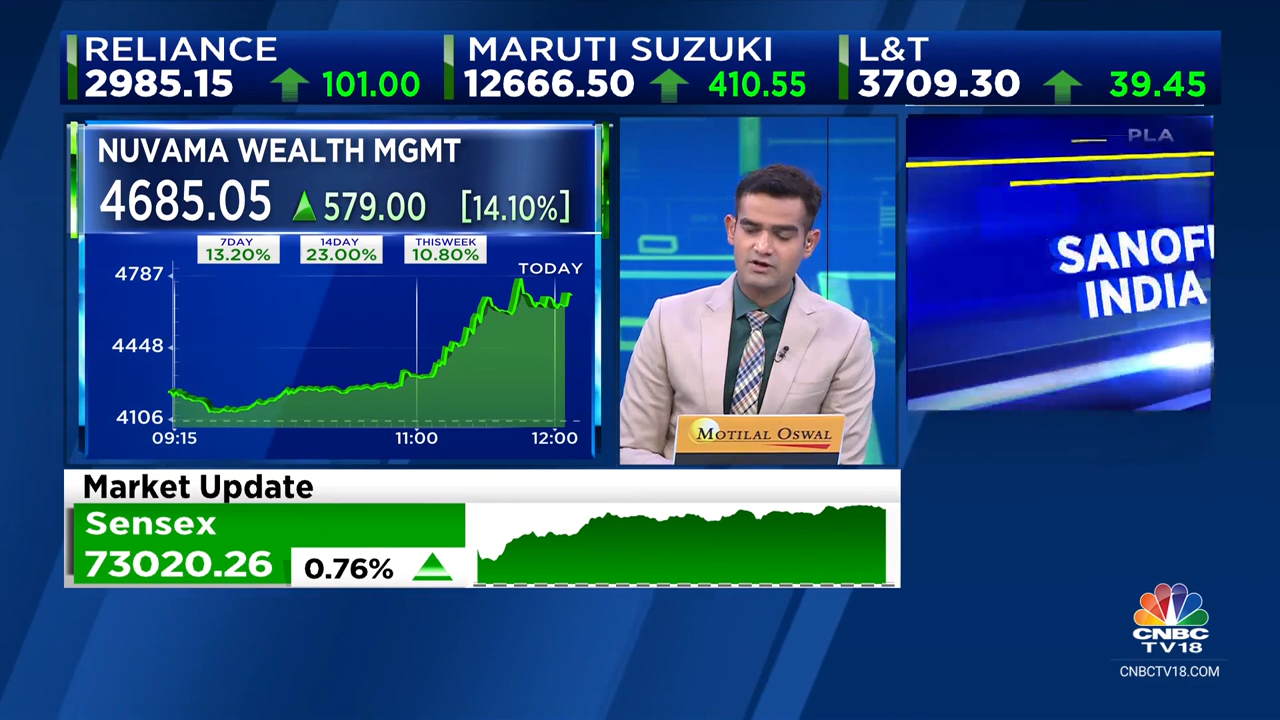 RELIANCE
2985.15 101.00
MARUTI SUZUKI
12666.50 410.55
L&T
3709.30 39.45
NUVAMA WEALTH MGMT
4685.05 579.00 [14.10%]
7DAY
13.20%
14DAY
23.00%
THISWEEK
10.80%
TODAY
4787
4448
4106
09:15 11:00 12:00
MOTILAL OSWAL
PLA
SANOFI
INDIA
Market Update
Sensex
73020.26 0.76%
CNBC
TV18
CNBCTV18.COM